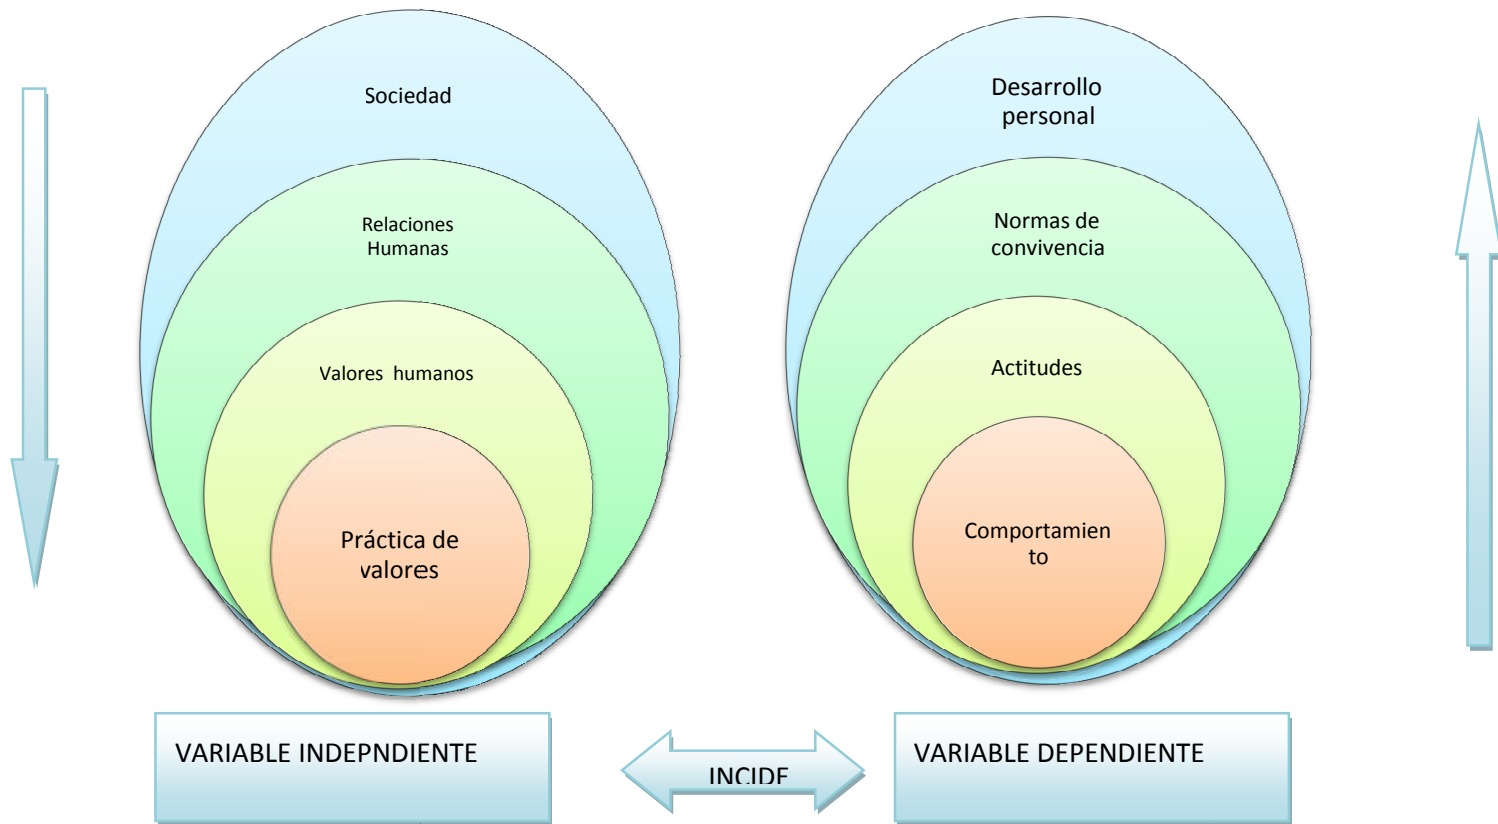 Sociedad
Relaciones
Humanas
Valores humanos
Práctica de
valores
Desarrollo
personal
Normas de
convivencia
Actitudes
Comportamien
to
VARIABLE INDEPNDIENTE
INCIDE
VARIABLE DEPENDIENTE